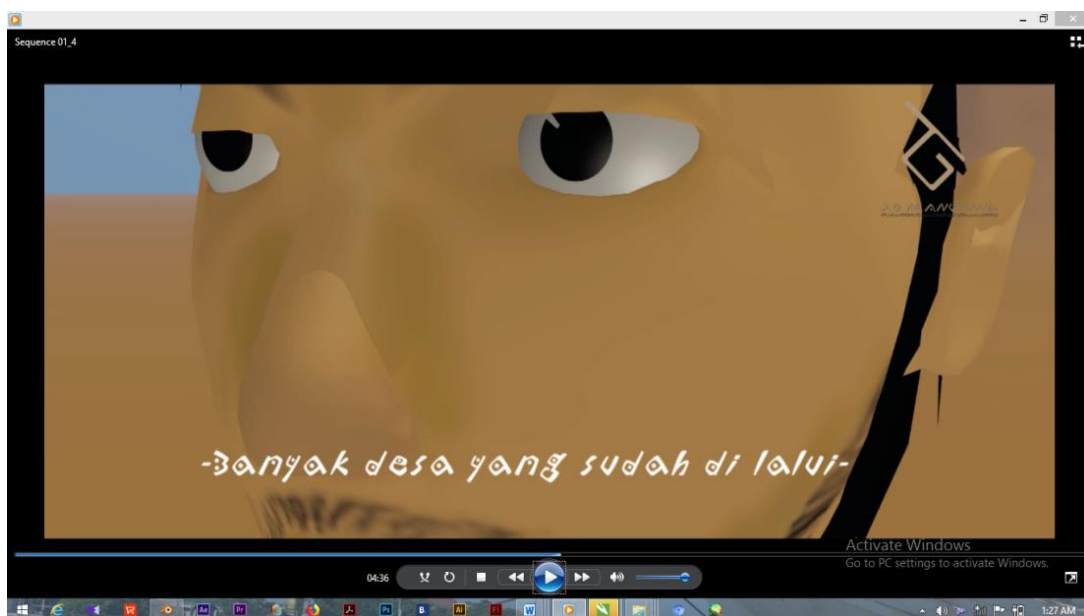 Sequence 01_4
-Banyak desa yang sudah di lalui-
Activate Windows
Go to PC settings to activate Windows.
04:36
1:27 AM